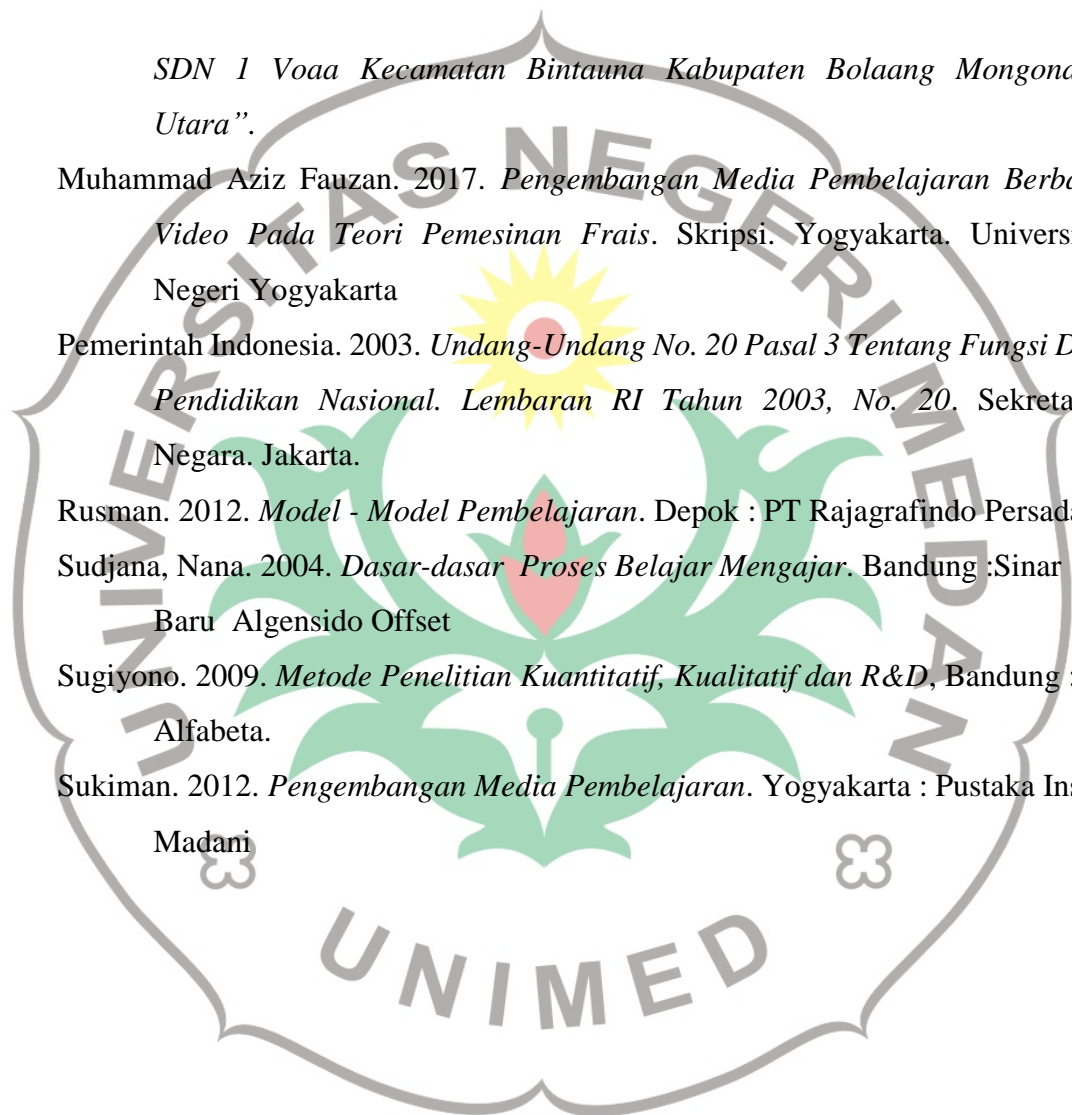 SDN 1 Voaa Kecamatan Bintauna Kabupaten Bolaang Mongond
Utara”.
Muhammad Aziz Fauzan. 2017. Pengembangan Media Pembelajaran Berba
Video Pada Teori Pemesinan Frais. Skripsi. Yogyakarta. Universi
Negeri Yogyakarta
Pemerintah Indonesia. 2003. Undang-Undang No. 20 Pasal 3 Tentang Fungsi D
Pendidikan Nasional. Lembaran RI Tahun 2003, No. 20. Sekreta
Negara. Jakarta.
Rusman. 2012. Model - Model Pembelajaran. Depok : PT Rajagrafindo Persada
Sudjana, Nana. 2004. Dasar-dasar Proses Belajar Mengajar. Bandung :Sinar
Baru Algensido Offset
Sugiyono. 2009. Metode Penelitian Kuantitatif, Kualitatif dan R&D, Bandung :
Alfabeta.
Sukiman. 2012. Pengembangan Media Pembelajaran. Yogyakarta : Pustaka Ins
Madani
UNIVERSITAS NEGERI MEDAN
UNIMED